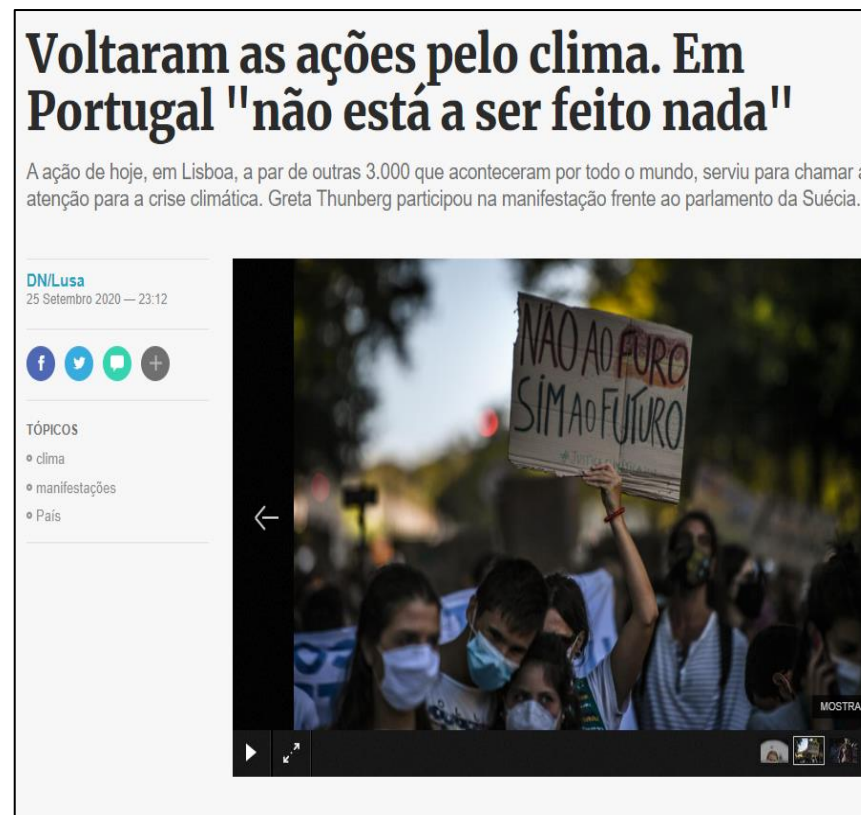 Voltaram as ações pelo clima. Em
Portugal "não está a ser feito nada"
A ação de hoje, em Lisboa, a par de outras 3.000 que aconteceram por todo o mundo, serviu para chamar a
atenção para a crise climática. Greta Thunberg participou na manifestação frente ao parlamento da Suécia.
DN/Lusa
25 Setembro 2020 — 23:12
TÓPICOS
clima
manifestações
País
NÃO AO FURO,
SIM AO FUTURO
MOSTRA